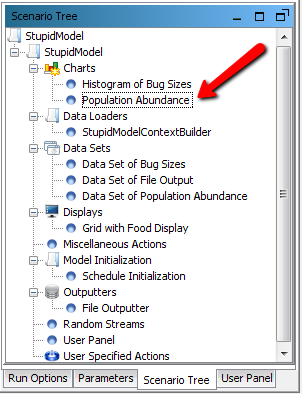 Scenario Tree
StupidModel
StupidModel
Charts
Histogram of Bug Sizes
Population Abundance
Data Loaders
StupidModelContextBuilder
Data Sets
Data Set of Bug Sizes
Data Set of File Output
Data Set of Population Abundance
Displays
Grid with Food Display
Miscellaneous Actions
Model Initialization
Schedule Initialization
Outputters
File Outputter
Random Streams
User Panel
User Specified Actions
Run Options Parameters Scenario Tree User Panel